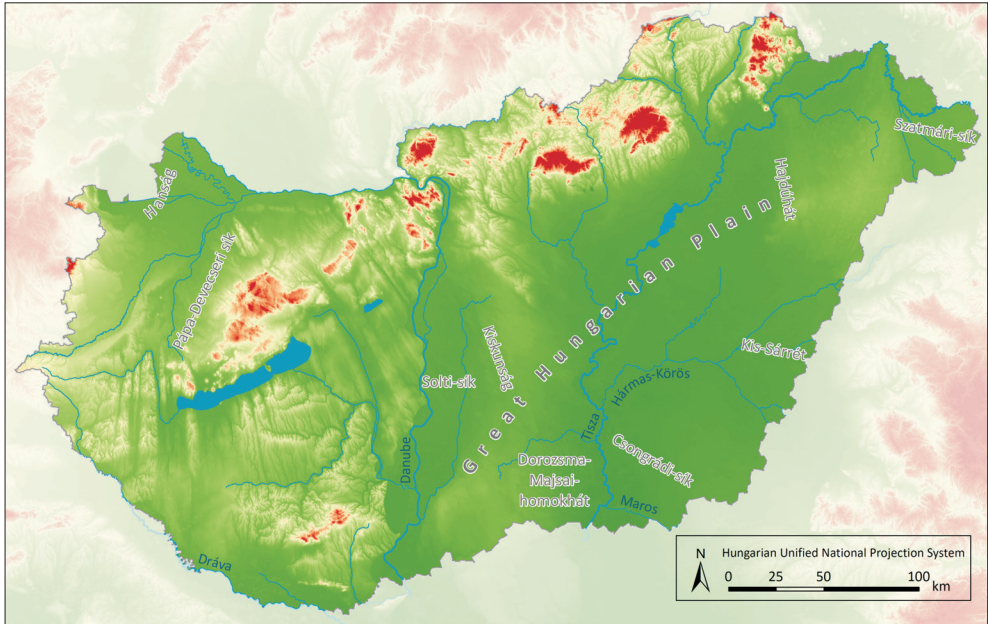 Szatmári-sík
Hanság
Hajdúhát
Pápa-Devecseri sík
Great Hungarian Plain
Kiskunság
Kis-Sárrét
Solti-sík
Hármas-Körös
Tisza
Danube
Csongrádi-sík
Dorozsma-
Majsai-
homokhát
Maros
Dráva
N
Hungarian Unified National Projection System
0 25 50 100
km